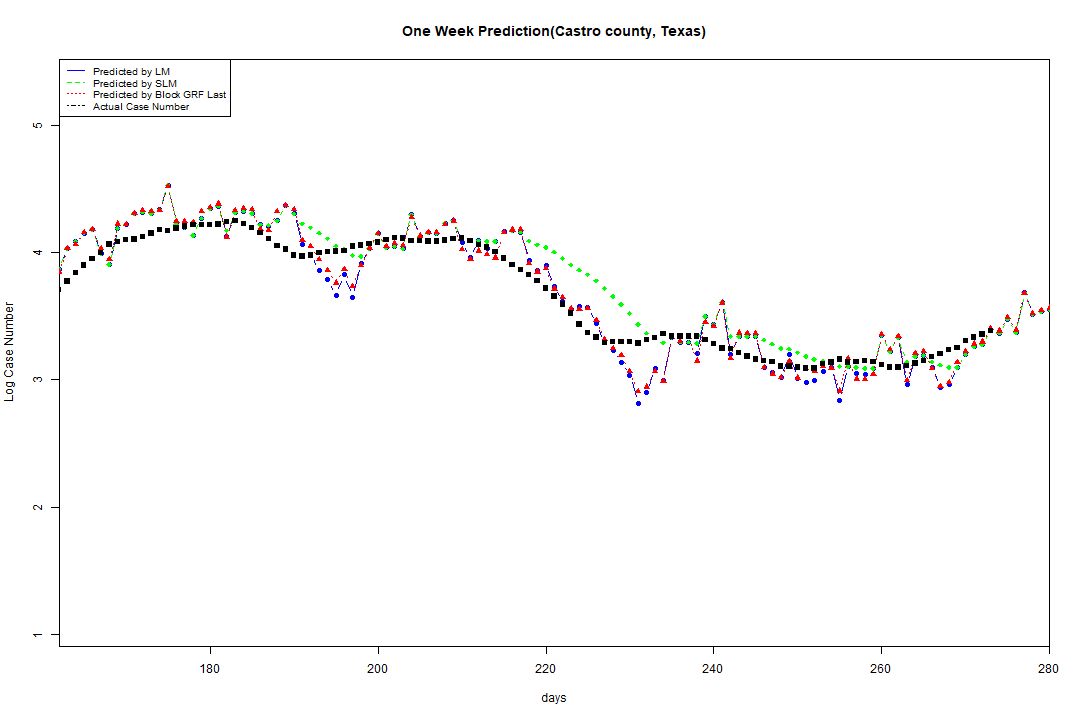 One Week Prediction(Castro county, Texas)
Predicted by LM
Predicted by SLM
Predicted by Block GRF Last
Actual Case Number
5
4
3
2
1
Log Case Number
180 200 220 240 260 280
days